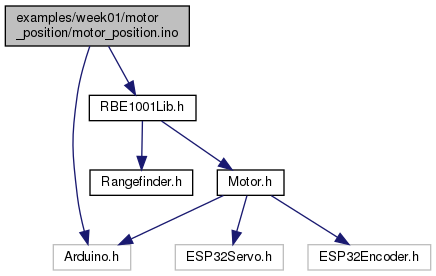 examples/week01/motor
_position/motor_position.ino
RBE1001Lib.h
Rangefinder.h
Motor.h
Arduino.h
ESP32Servo.h
ESP32Encoder.h